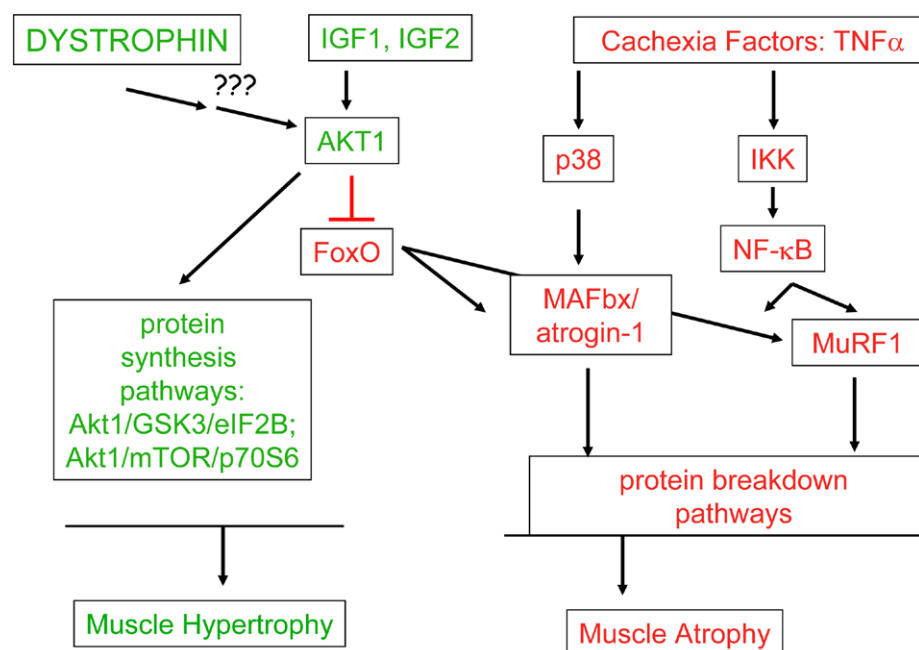 DYSTROPHIN
IGF1, IGF2
Cachexia Factors: TNFα
???
AKT1
p38
IKK
FoxO
NF-κB
MAFbx/
atrogin-1
MuRF1
protein
synthesis
pathways:
Akt1/GSK3/eIF2B;
Akt1/mTOR/p70S6
protein breakdown
pathways
Muscle Hypertrophy
Muscle Atrophy